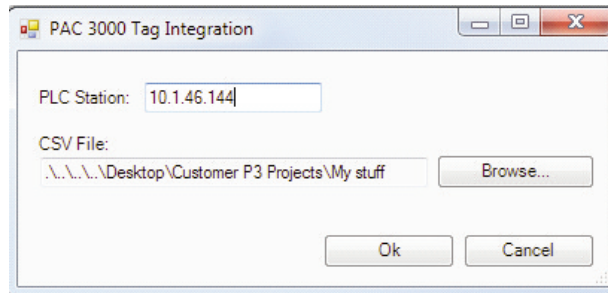 PAC 3000 Tag Integration
PLC Station: 10.1.46.144
CSV File:
.\..\..\..\Desktop\Customer P3 Projects\My stuff Browse...
Ok Cancel